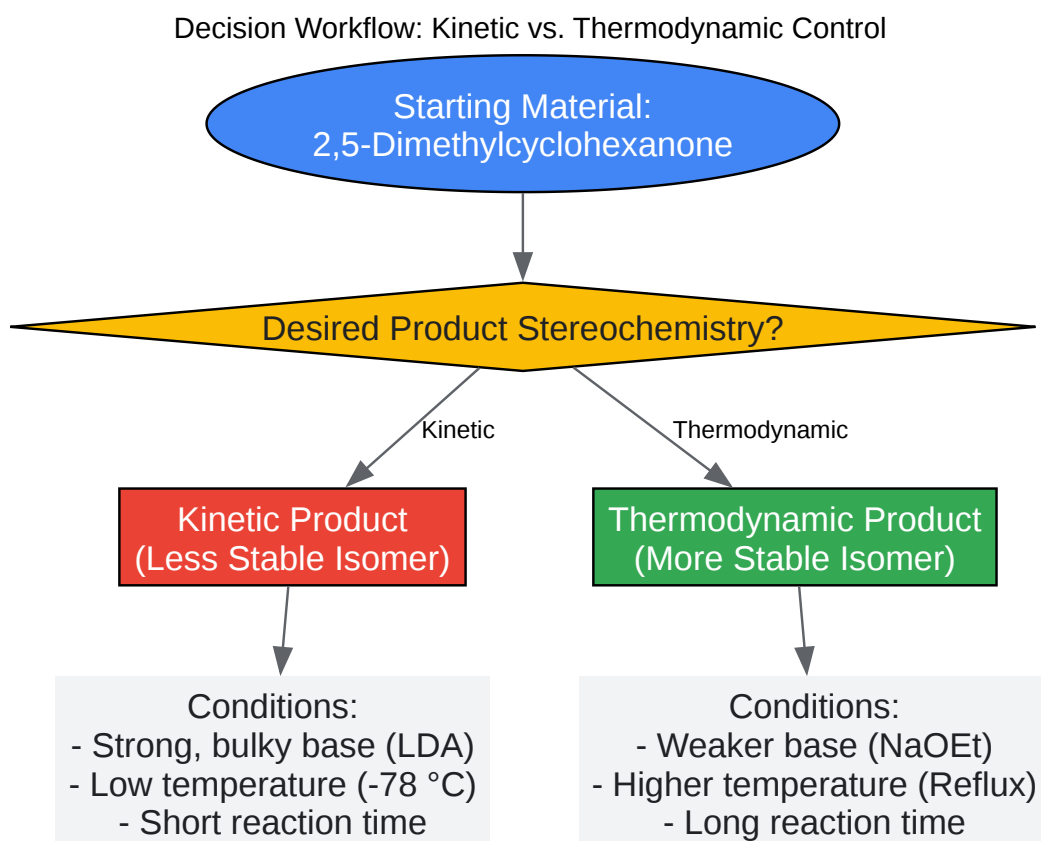 Decision Workflow: Kinetic vs. Thermodynamic Control
Starting Material:
2,5-Dimethylcyclohexanone
Desired Product Stereochemistry?
Kinetic
Thermodynamic
Kinetic Product
(Less Stable Isomer)
Thermodynamic Product
(More Stable Isomer)
Conditions:
- Strong, bulky base (LDA)
- Low temperature (-78 °C)
- Short reaction time
Conditions:
- Weaker base (NaOEt)
- Higher temperature (Reflux)
- Long reaction time